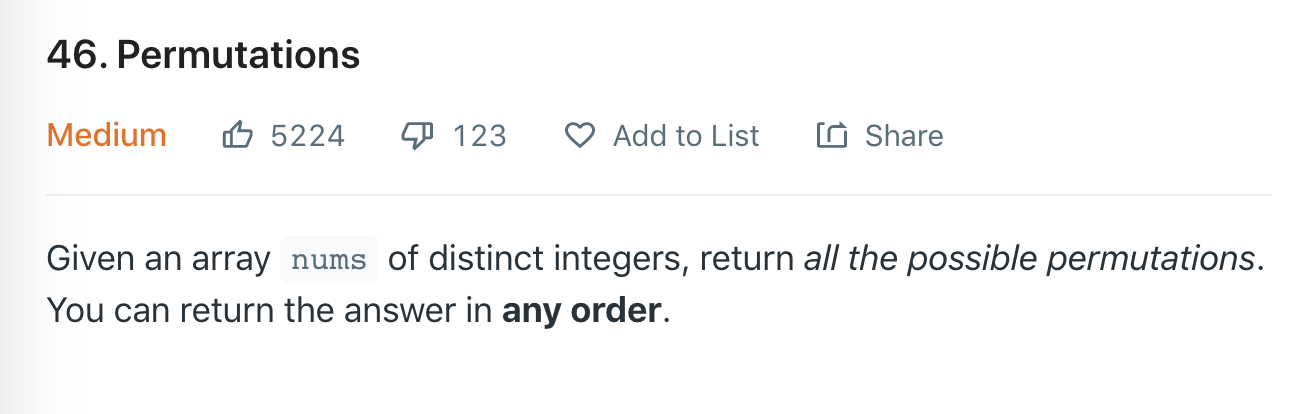 46. Permutations
Medium 5224 123 Add to List Share
Given an array nums of distinct integers, return all the possible permutations.
You can return the answer in any order.